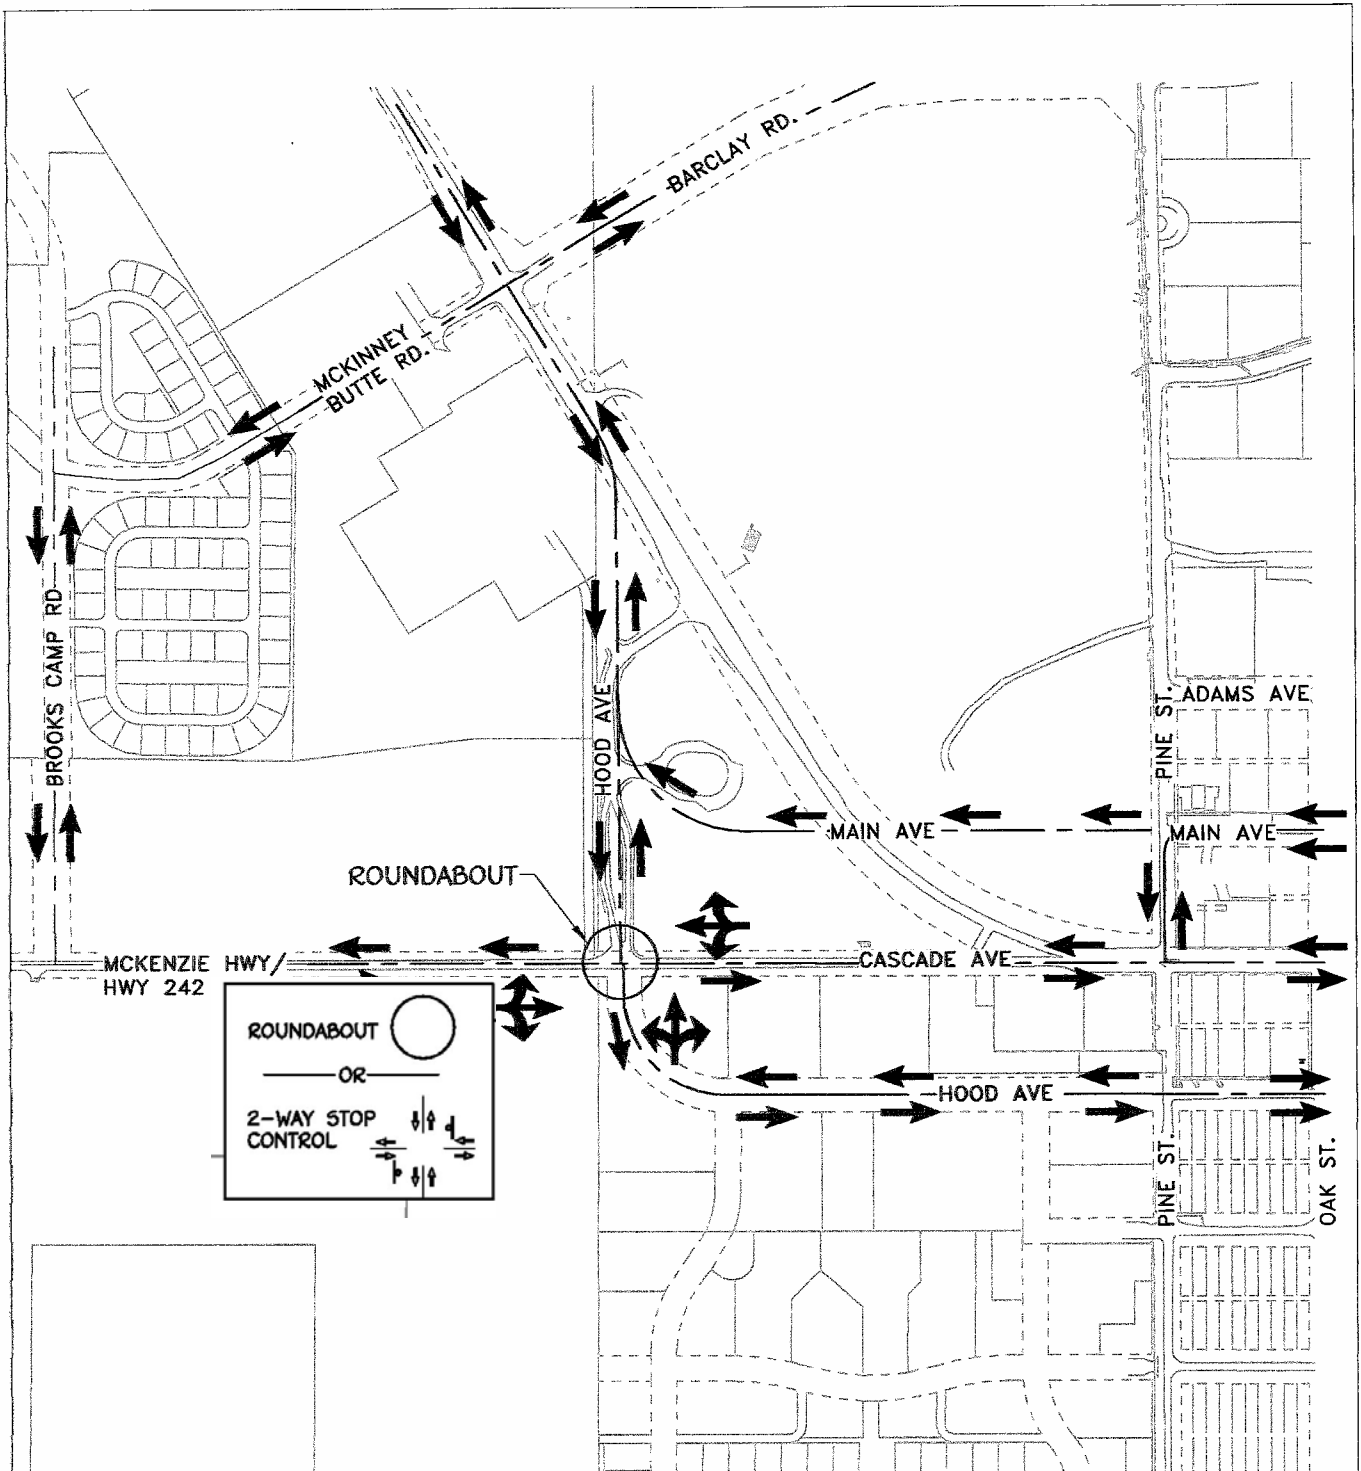 BARCLAY RD.
MCKINNEY
BUTTE RD.
BROOKS CAMP RD
HOOD AVE
PINE ST.
ADAMS AVE
MAIN AVE
MAIN AVE
ROUNDABOUT
MCKENZIE HWY/
HWY 242
CASCADE AVE
ROUNDABOUT
OR
2-WAY STOP
CONTROL
HOOD AVE
PINE ST.
OAK ST.